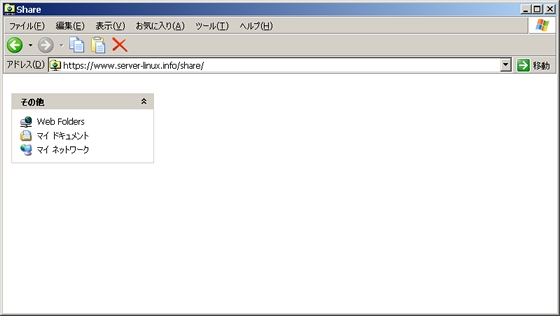 Share
ファイル(F) 編集(E) 表示(V) お気に入り(A) ツール(T) ヘルプ(H)
アドレス(D) https://www.server-linux.info/share/ 移動
その他
Web Folders
マイ ドキュメント
マイ ネットワーク